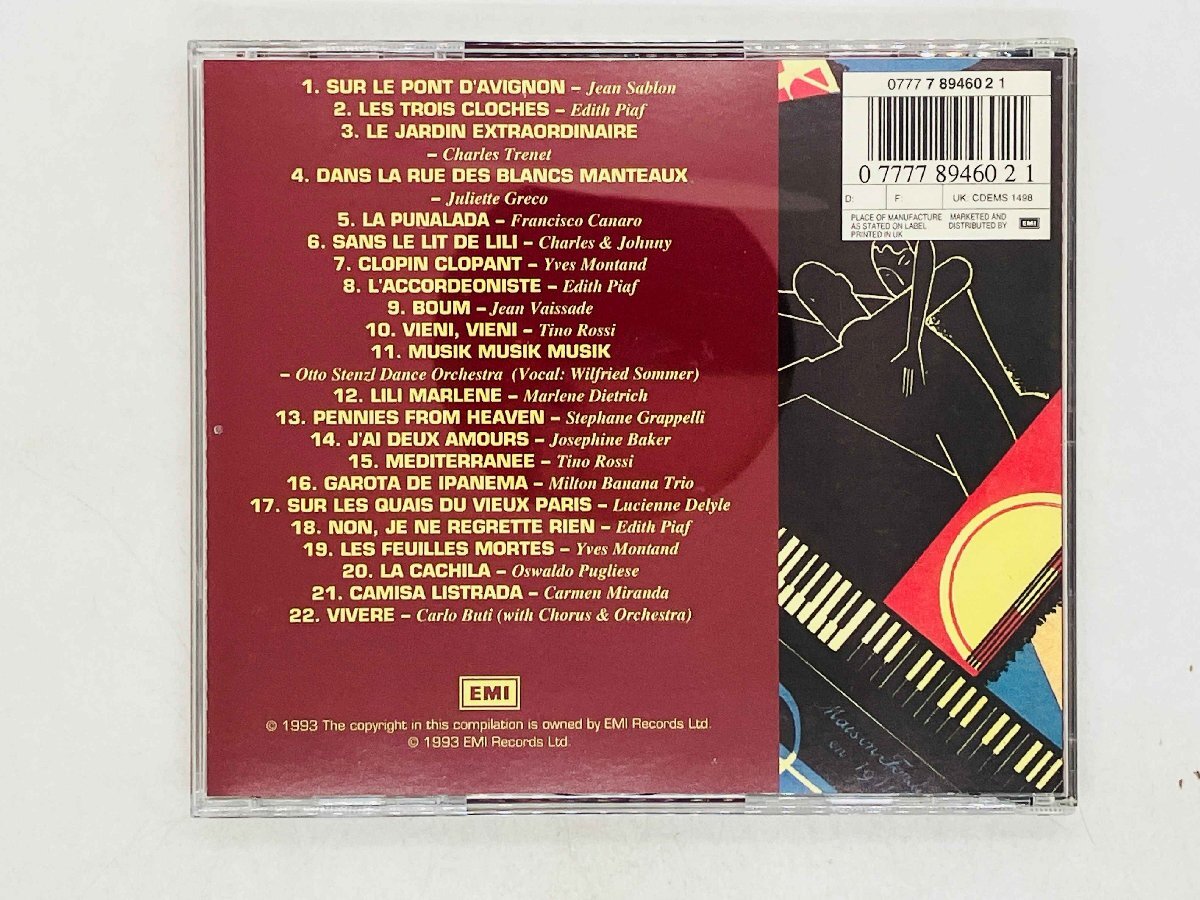 1. SUR LE PONT D'AVIGNON – Jean Sablon
2. LES TROIS CLOCHES – Edith Piaf
3. LE JARDIN EXTRAORDINAIRE
– Charles Trenet
4. DANS LA RUE DES BLANCS MANTEAUX
– Juliette Greco
5. LA PUNALADA – Francisco Canaro
6. SANS LE LIT DE LILI – Charles & Johnny
7. CLOPIN CLOPANT – Yves Montand
8. L'ACCORDEONISTE – Edith Piaf
9. BOUM – Jean Vaissade
10. VIENI, VIENI – Tino Rossi
11. MUSIK MUSIK MUSIK
– Otto Stenzl Dance Orchestra (Vocal: Wilfried Sommer)
12. LILI MARLENE – Marlene Dietrich
13. PENNIES FROM HEAVEN – Stephane Grappelli
14. J'AI DEUX AMOURS – Josephine Baker
15. MEDITERRANEE – Tino Rossi
16. GAROTA DE IPANEMA – Milton Banana Trio
17. SUR LES QUAIS DU VIEUX PARIS – Lucienne Delyle
18. NON, JE NE REGRETTE RIEN – Edith Piaf
19. LES FEUILLES MORTES – Yves Montand
20. LA CACHILA – Oswaldo Pugliese
21. CAMISA LISTRADA – Carmen Miranda
22. VIVERE – Carlo Buti (with Chorus & Orchestra)
EMI
© 1993 The copyright in this compilation is owned by EMI Records Ltd.
© 1993 EMI Records Ltd.
0777 7 89460 2 1
0 77778 94602 1
D: F: UK: CDEMS 1498
PLACE OF MANUFACTURE
AS STATED ON LABEL
PRINTED IN UK
MARKETED AND
DISTRIBUTED BY EMI
Maison
en